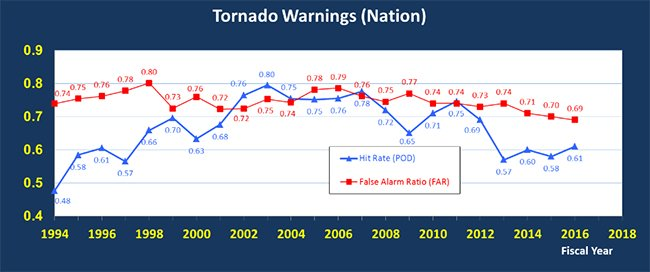 Tornado Warnings (Nation)
0.9
0.8
0.7
0.6
0.5
0.4
0.74 0.75 0.76 0.78 0.80 0.73 0.76 0.72 0.72 0.75 0.74 0.78 0.79 0.76 0.75 0.77 0.74 0.74 0.73 0.74 0.71 0.70 0.69
0.48 0.58 0.61 0.57 0.66 0.70 0.63 0.68 0.76 0.80 0.75 0.75 0.76 0.78 0.72 0.65 0.71 0.75 0.69 0.57 0.60 0.58 0.61
Hit Rate (POD)
False Alarm Ratio (FAR)
1994 1996 1998 2000 2002 2004 2006 2008 2010 2012 2014 2016 2018
Fiscal Year